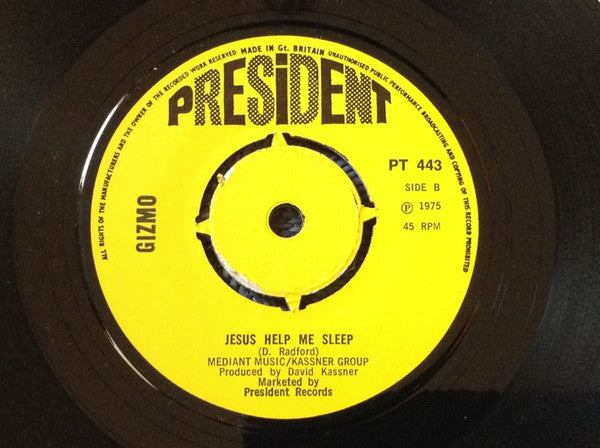 ALL RIGHTS OF THE MANUFACTURERS AND THE OWNER OF THE RECORDED WORK RESERVED MADE IN Gt. BRITAIN UNAUTHORISED PUBLIC PERFORMANCE BROADCASTING AND COPYING OF THIS RECORD PROHIBITED
PRESiDENT
PT 443
SIDE B
Ⓟ 1975
45 RPM
GIZMO
JESUS HELP ME SLEEP
(D. Radford)
MEDIANT MUSIC/KASSNER GROUP
Produced by David Kassner
Marketed by
President Records